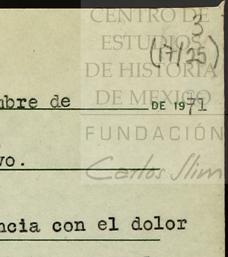 CENTRO DE
ESTUDIOS
DE HISTORIA
DE MEXICO
FUNDACIÓN
Carlos Slim
3
(17/25)
mbre de DE 1971
vo.
ncia con el dolor